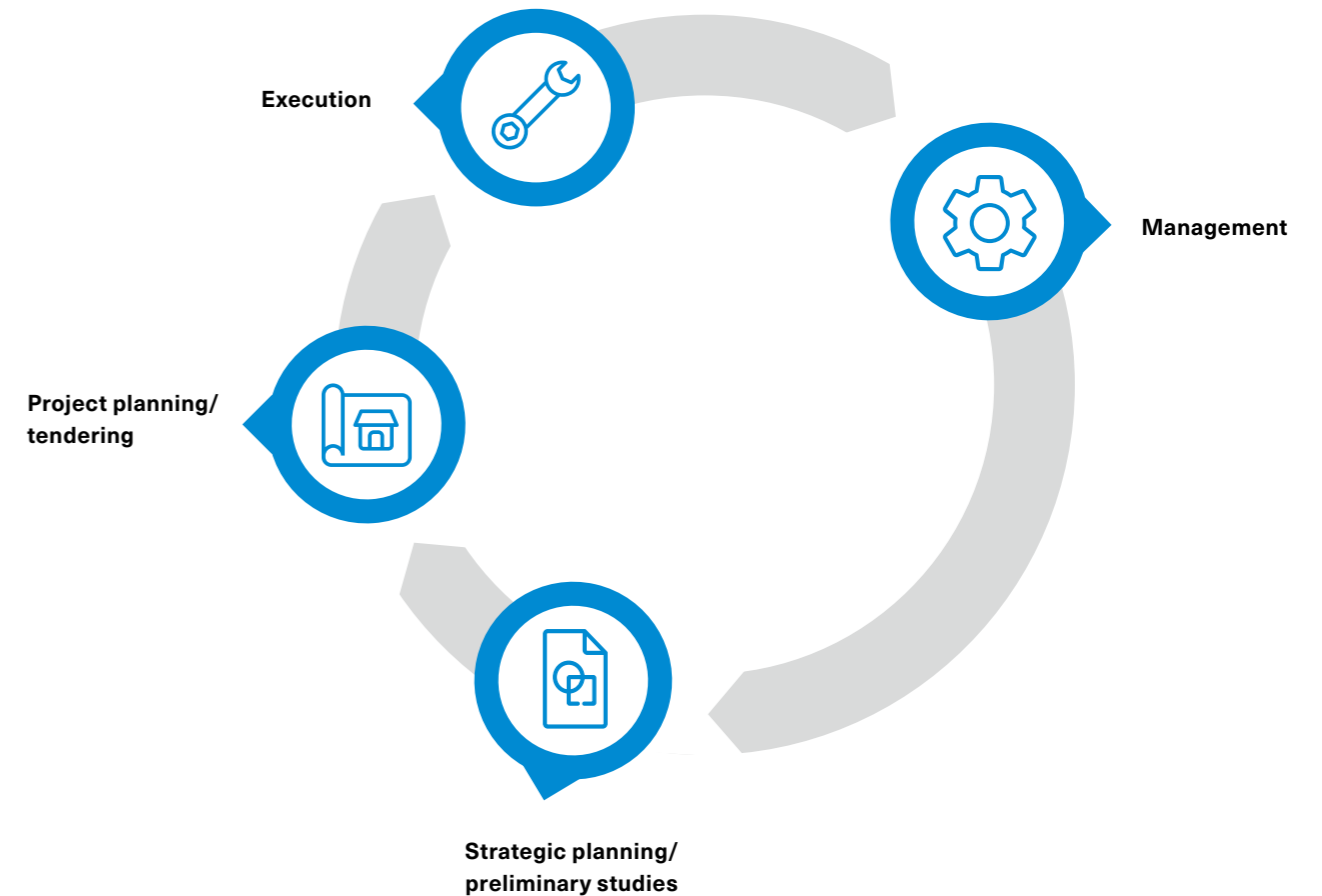 Execution
Management
Project planning/
tendering
Strategic planning/
preliminary studies